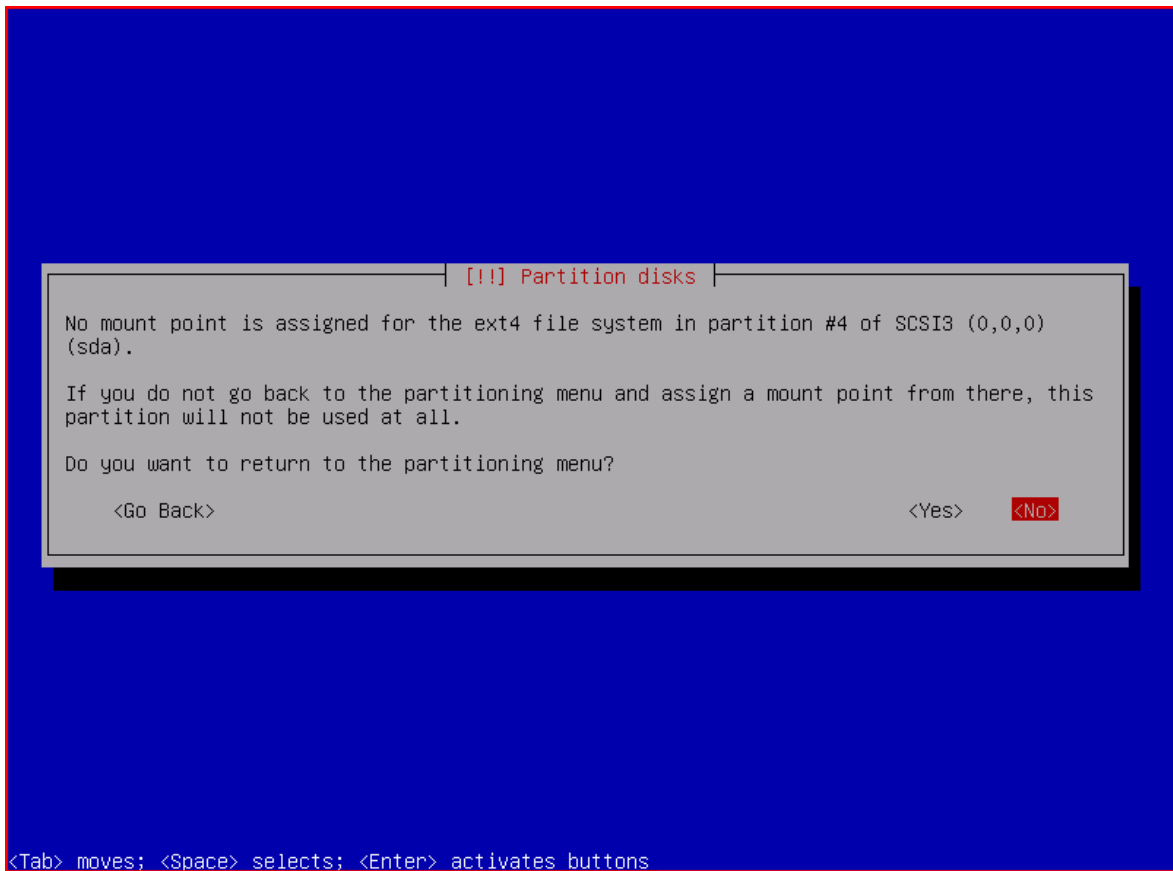 [!!] Partition disks
No mount point is assigned for the ext4 file system in partition #4 of SCSI3 (0,0,0)
(sda).
If you do not go back to the partitioning menu and assign a mount point from there, this
partition will not be used at all.
Do you want to return to the partitioning menu?
<Go Back> <Yes> <No>
<Tab> moves; <Space> selects; <Enter> activates buttons